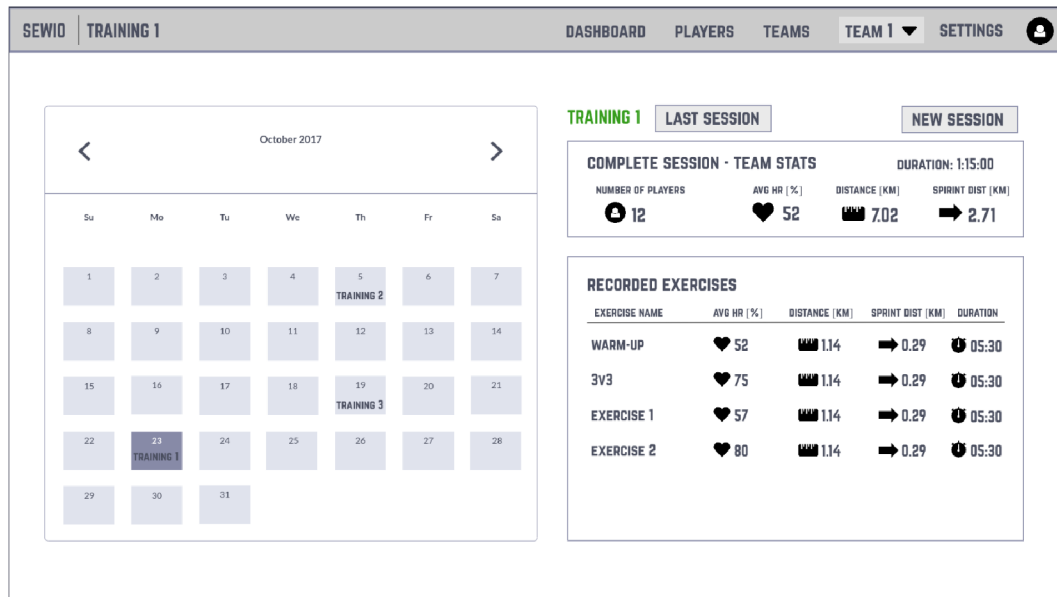 SEWIO TRAINING 1 DASHBOARD PLAYERS TEAMS TEAM 1 SETTINGS
October 2017
Su Mo Tu We Th Fr Sa
1 2 3 4 5 6 7
TRAINING 2
8 9 10 11 12 13 14
15 16 17 18 19 20 21
TRAINING 3
22 23 24 25 26 27 28
TRAINING 1
29 30 31
TRAINING 1 LAST SESSION NEW SESSION
COMPLETE SESSION - TEAM STATS DURATION: 1:15:00
NUMBER OF PLAYERS AVG HR [%] DISTANCE [KM] SPIRINT DIST [KM]
12 52 7.02 2.71
RECORDED EXERCISES
EXERCISE NAME AVG HR [%] DISTANCE [KM] SPRINT DIST [KM] DURATION
WARM-UP 52 1.14 0.29 05:30
3V3 75 1.14 0.29 05:30
EXERCISE 1 57 1.14 0.29 05:30
EXERCISE 2 80 1.14 0.29 05:30